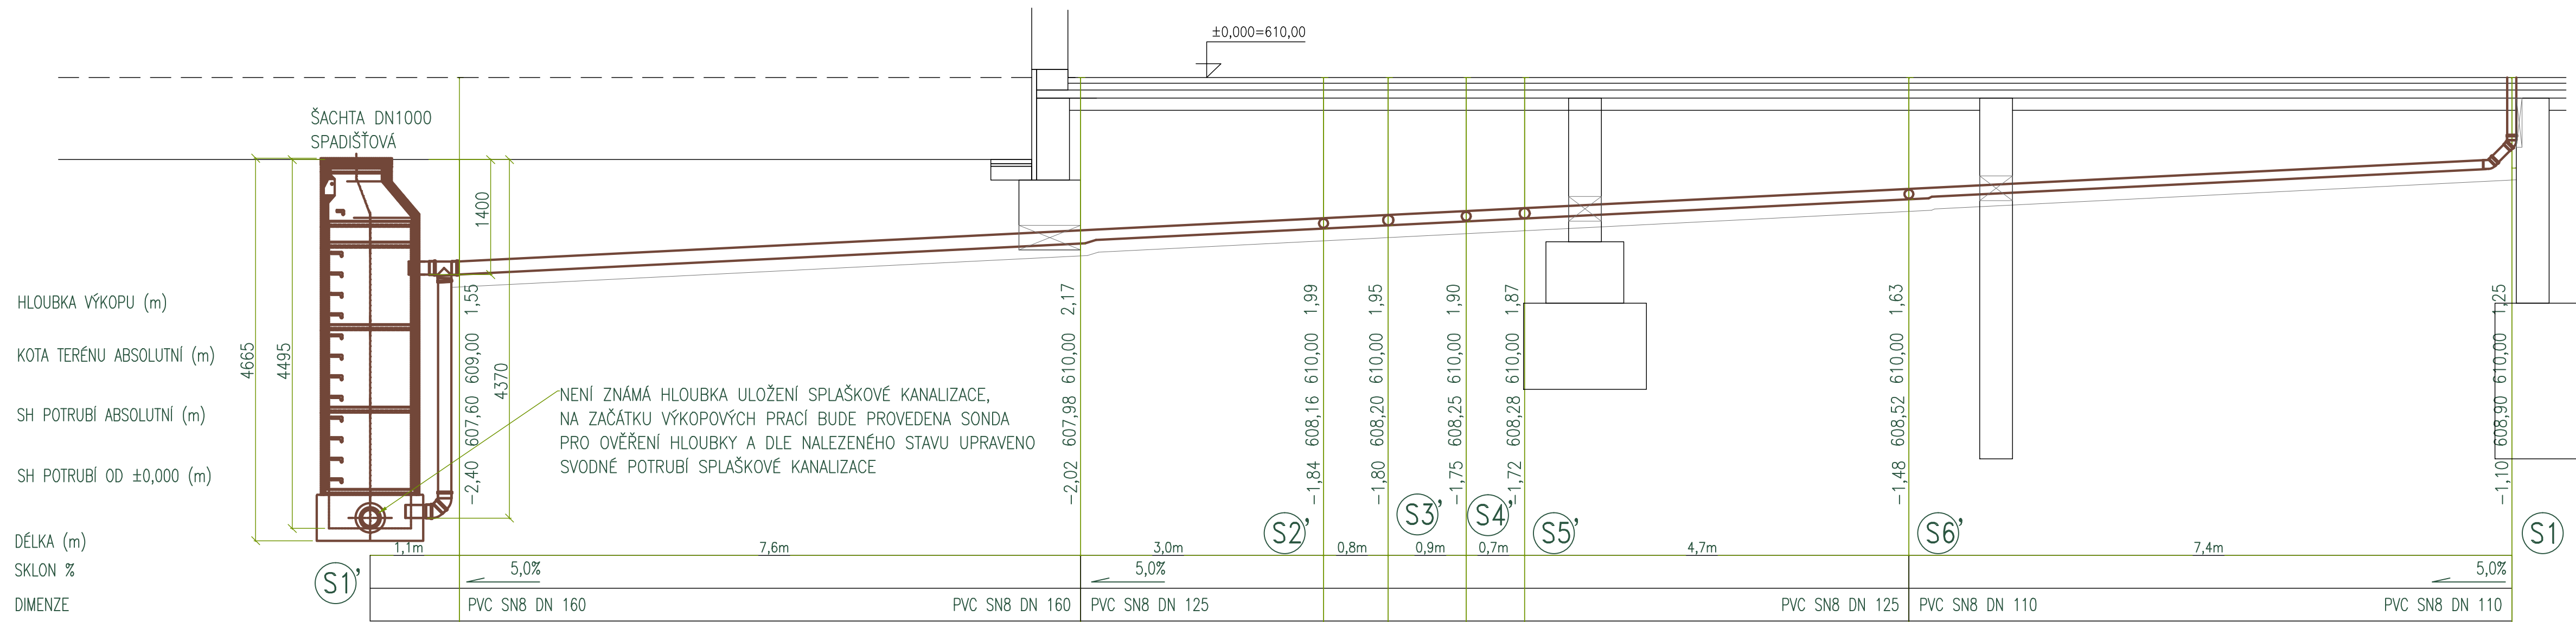 ±0,000=610,00
ŠACHTA DN1000
SPADIŠŤOVÁ
1400
4665
4495
4370
HLOUBKA VÝKOPU (m)
1,55
2,17
1,99
1,95
1,90
1,87
1,63
1,25
KOTA TERÉNU ABSOLUTNÍ (m)
609,00
610,00
610,00
610,00
610,00
610,00
610,00
610,00
NENÍ ZNÁMÁ HLOUBKA ULOŽENÍ SPLAŠKOVÉ KANALIZACE,
NA ZAČÁTKU VÝKOPOVÝCH PRACÍ BUDE PROVEDENA SONDA
PRO OVĚŘENÍ HLOUBKY A DLE NALEZENÉHO STAVU UPRAVENO
SVODNÉ POTRUBÍ SPLAŠKOVÉ KANALIZACE
SH POTRUBÍ ABSOLUTNÍ (m)
607,60
607,98
608,16
608,20
608,25
608,28
608,52
608,90
SH POTRUBÍ OD ±0,000 (m)
-2,40
-2,02
-1,84
-1,80
-1,75
-1,72
-1,48
-1,10
S2'
S3'
S4'
S5'
S6'
S1
DÉLKA (m)
1,1m
7,6m
3,0m
0,8m
0,9m
0,7m
4,7m
7,4m
SKLON %
S1'
5,0%
5,0%
5,0%
DIMENZE
PVC SN8 DN 160
PVC SN8 DN 160
PVC SN8 DN 125
PVC SN8 DN 125
PVC SN8 DN 110
PVC SN8 DN 110